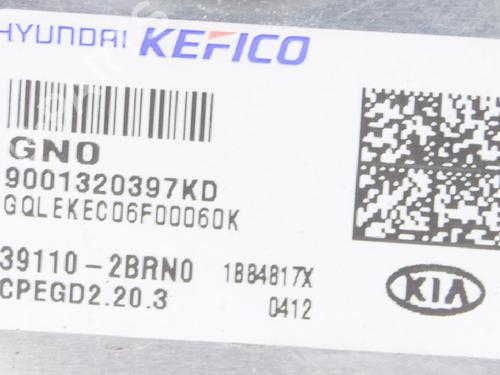 HYUNDAI KEFICO
GN0
9001320397KD
GQLEKEC06F00060K
39110-2BRN0 1B84817X
CPEGD2.20.3 0412
KIA